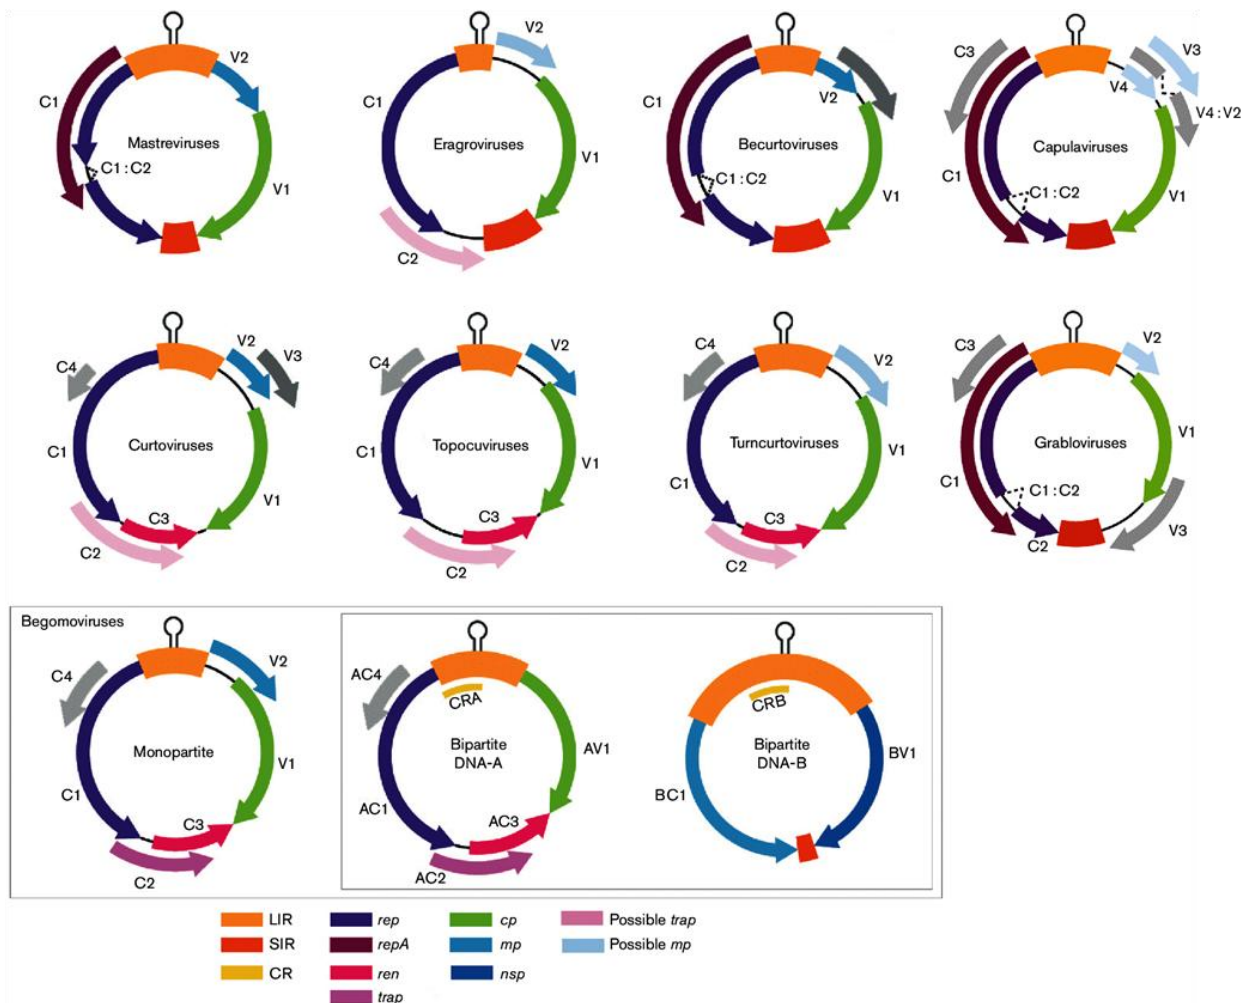 V2
C1
Mastreviruses
C1:C2
V1
V2
C1
Eragroviruses
V1
C2
C1
V2
Becurtoviruses
C1:C2
V1
C3
V3
V4
V4:V2
Capulaviruses
C1
C1:C2
V1
C4
V2
V3
C1
Curtoviruses
V1
C3
C2
C4
V2
C1
Topocuviruses
V1
C3
C2
C4
V2
Turncurtoviruses
V1
C1
C3
C2
C3
V2
V1
Grabloviruses
C1
C1:C2
C2
V3
Begomoviruses
C4
V2
Monopartite
V1
C1
C3
C2
AC4
CRA
Bipartite
DNA-A
AV1
AC1
AC3
AC2
CRB
Bipartite
DNA-B
BV1
BC1
LIR
SIR
CR
rep
repA
ren
trap
cp
mp
nsp
Possible trap
Possible mp